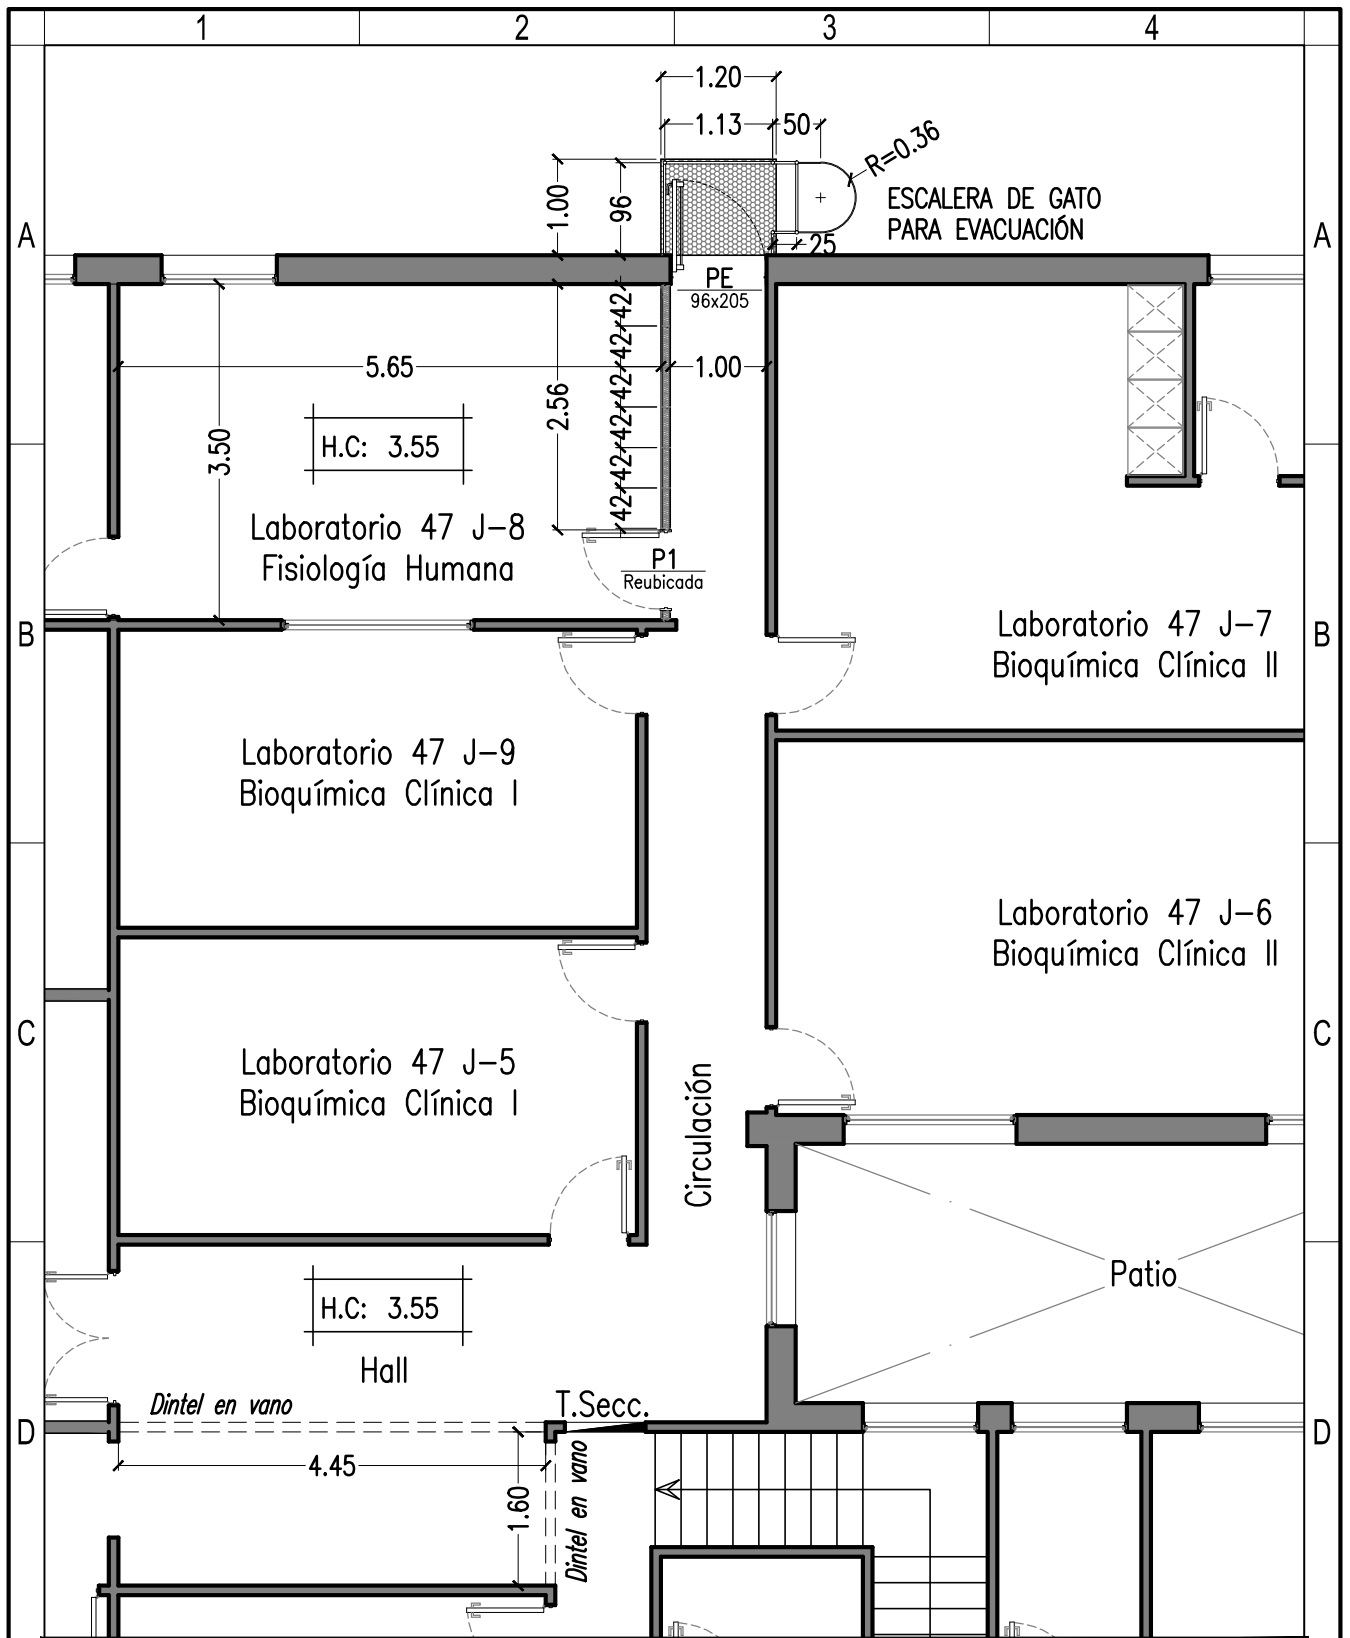 1 2 3 4
1.20
1.13 50
R=0.36
1.00 96
ESCALERA DE GATO
PARA EVACUACIÓN
A A
25
PE
96x205
42
42
42
42
42
42
5.65 1.00
2.56
3.50
H.C: 3.55
Laboratorio 47 J-8
Fisiología Humana
P1
Reubicada
B B
Laboratorio 47 J-7
Bioquímica Clínica II
Laboratorio 47 J-9
Bioquímica Clínica I
Laboratorio 47 J-6
Bioquímica Clínica II
C C
Laboratorio 47 J-5
Bioquímica Clínica I
Circulación
Patio
H.C: 3.55
Hall
Dintel en vano
T.Secc.
D D
4.45
1.60
Dintel en vano